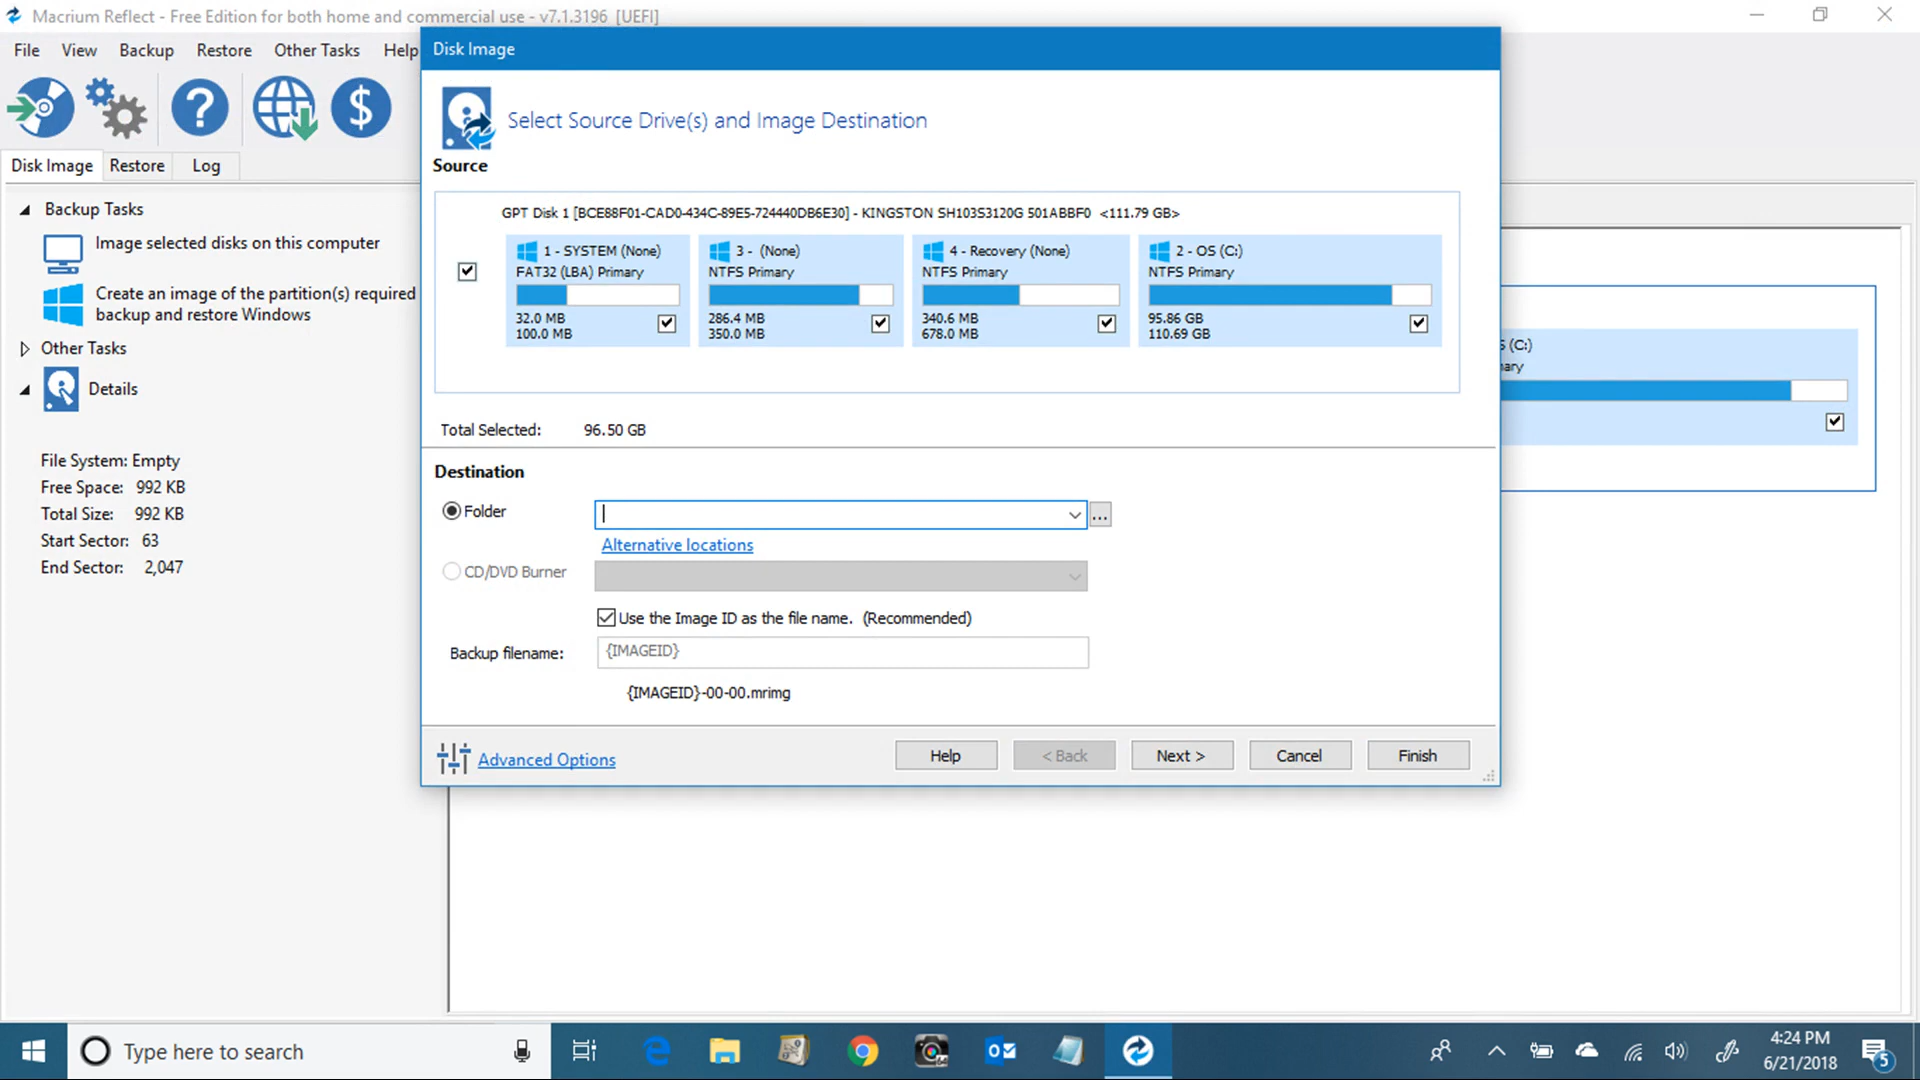 Macrium Reflect - Free Edition for both home and commercial use - v7.1.3196 [UEFI]
File View Backup Restore Other Tasks Help
Disk Image Restore Log
Backup Tasks
Image selected disks on this computer
Create an image of the partition(s) required
backup and restore Windows
Other Tasks
Details
File System: Empty
Free Space: 992 KB
Total Size: 992 KB
Start Sector: 63
End Sector: 2,047
Disk Image
Select Source Drive(s) and Image Destination
Source
GPT Disk 1 [BCE88F01-CAD0-434C-89E5-724440DB6E30] - KINGSTON SH103S3120G 501ABBF0 <111.79 GB>
1 - SYSTEM (None)
FAT32 (LBA) Primary
32.0 MB
100.0 MB
3 - (None)
NTFS Primary
286.4 MB
350.0 MB
4 - Recovery (None)
NTFS Primary
340.6 MB
678.0 MB
2 - OS (C:)
NTFS Primary
95.86 GB
110.69 GB
Total Selected: 96.50 GB
Destination
Folder
...
Alternative locations
CD/DVD Burner
Use the Image ID as the file name. (Recommended)
Backup filename: {IMAGEID}
{IMAGEID}-00-00.mrimg
Advanced Options
Help < Back Next > Cancel Finish
S (C:)
ary
Type here to search
4:24 PM
6/21/2018
5